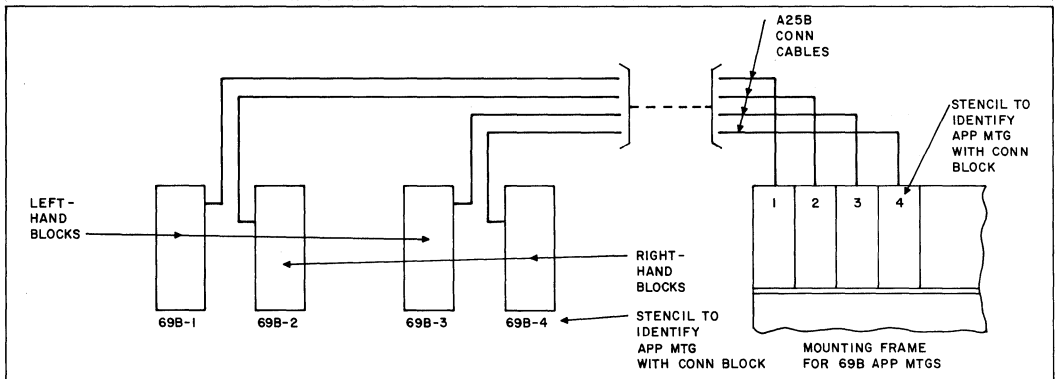 A25B
CONN
CABLES
STENCIL TO
IDENTIFY
APP MTG
WITH CONN
BLOCK
1 2 3 4
LEFT-
HAND
BLOCKS
RIGHT-
HAND
BLOCKS
69B-1 69B-2 69B-3 69B-4
STENCIL TO
IDENTIFY
APP MTG
WITH CONN BLOCK
MOUNTING FRAME
FOR 69B APP MTGS